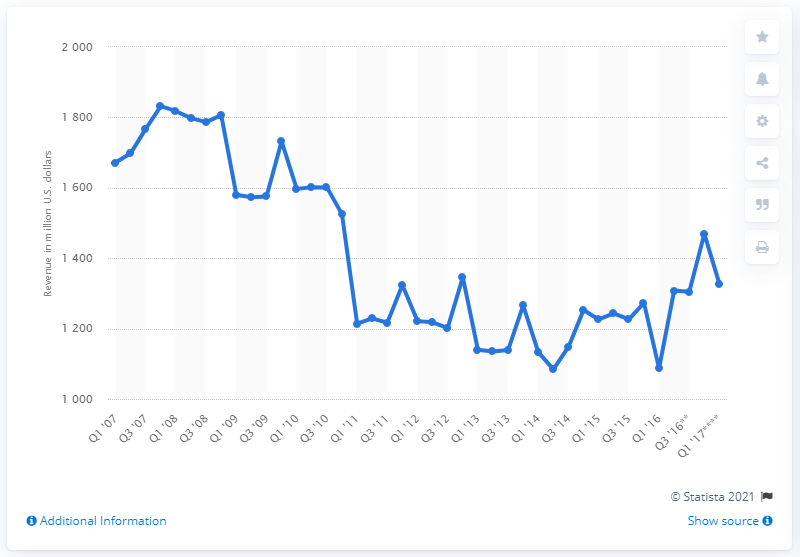 2 000
1 800
1 600
1 400
1 200
1 000
Revenue in million U.S. dollars
Q1 '07
Q3 '07
Q1 '08
Q3 '08
Q1 '09
Q3 '09
Q1 '10
Q3 '10
Q1 '11
Q3 '11
Q1 '12
Q3 '12
Q1 '13
Q3 '13
Q1 '14
Q3 '14
Q1 '15
Q3 '15
Q1 '16
Q3 '16**
Q1 '17****
© Statista 2021
Additional Information
Show source